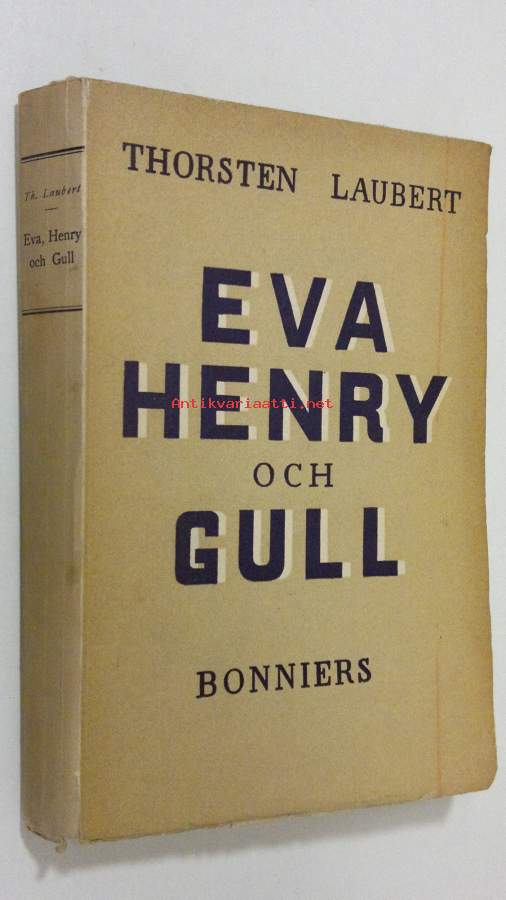 Th. Laubert
Eva, Henry
och Gull
THORSTEN LAUBERT
EVA
HENRY
Antikvariaatti.net
OCH
GULL
BONNIERS